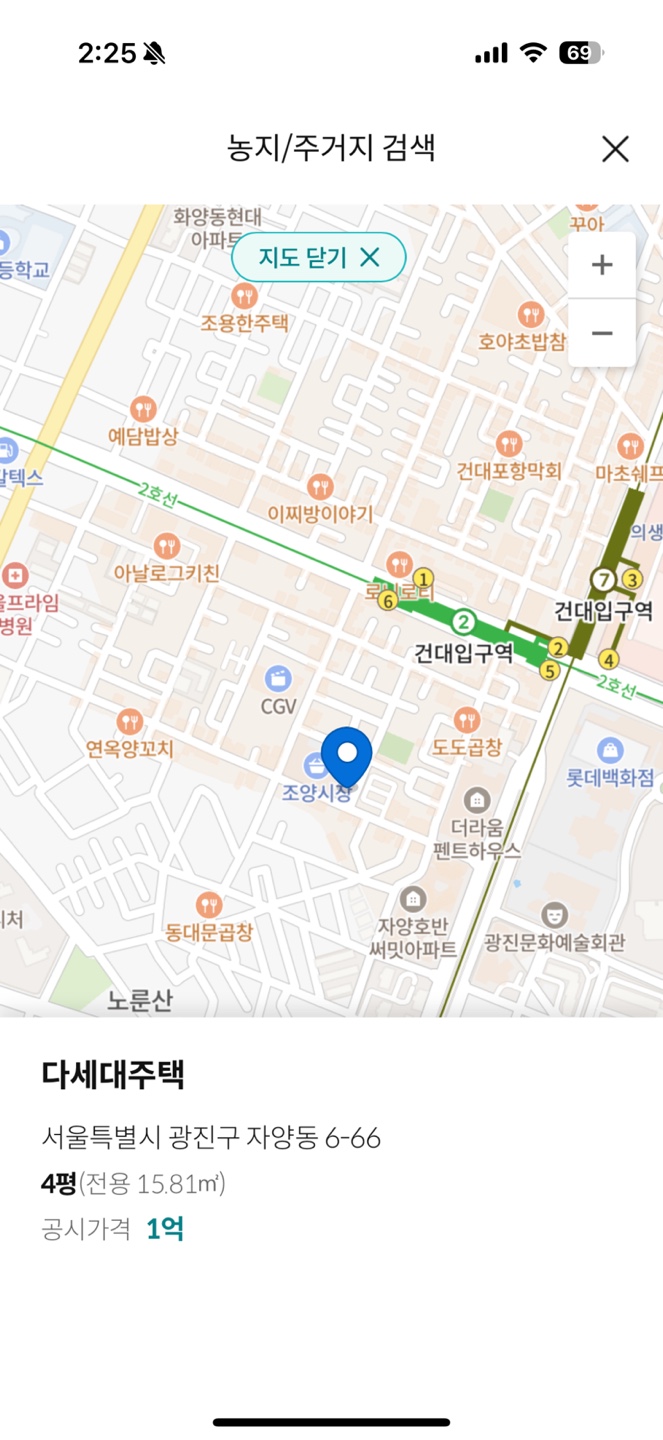 2:25
69
농지/주거지 검색
화양동현대
아파트
지도 닫기
꾸아
등학교
+
−
조용한주택
호야초밥참
예담밥상
칼텍스
건대포항막회
마초쉐프
2호선
이찌방이야기
의생
아날로그키친
1
6
7
3
울프라임
병원
2
건대입구역
건대입구역
2
5
4
2호선
CGV
연옥양꼬치
도도곱창
롯데백화점
조양시장
더라움
펜트하우스
리처
동대문곱창
자양호반
써밋아파트
광진문화예술회관
노룬산
다세대주택
서울특별시 광진구 자양동 6-66
4평(전용 15.81㎡)
공시가격 1억